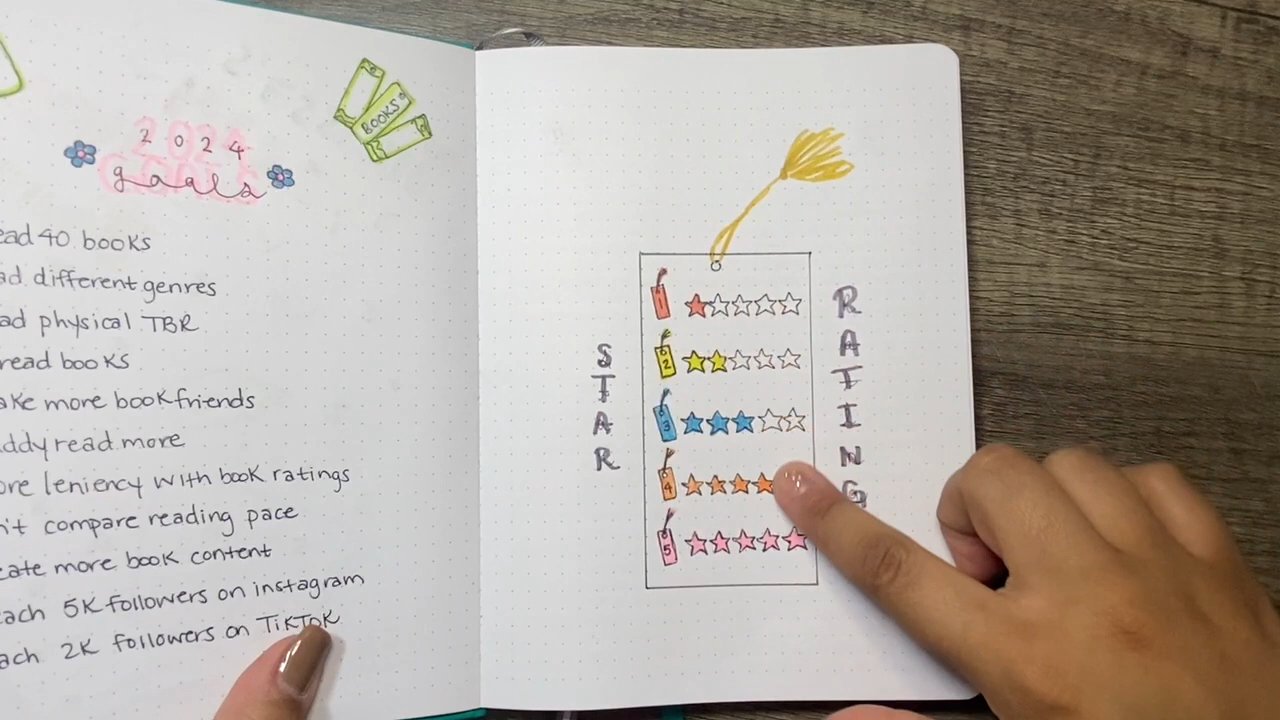 BOOKS
2024
goals
ead 40 books
ad different genres
ad physical TBR
read books
ake more book friends
ddy read more
ore leniency with book ratings
n't compare reading pace
eate more book content
each 5K followers on instagram
ach 2K followers on TikTok
STAR
RATING
1
2
3
4
5